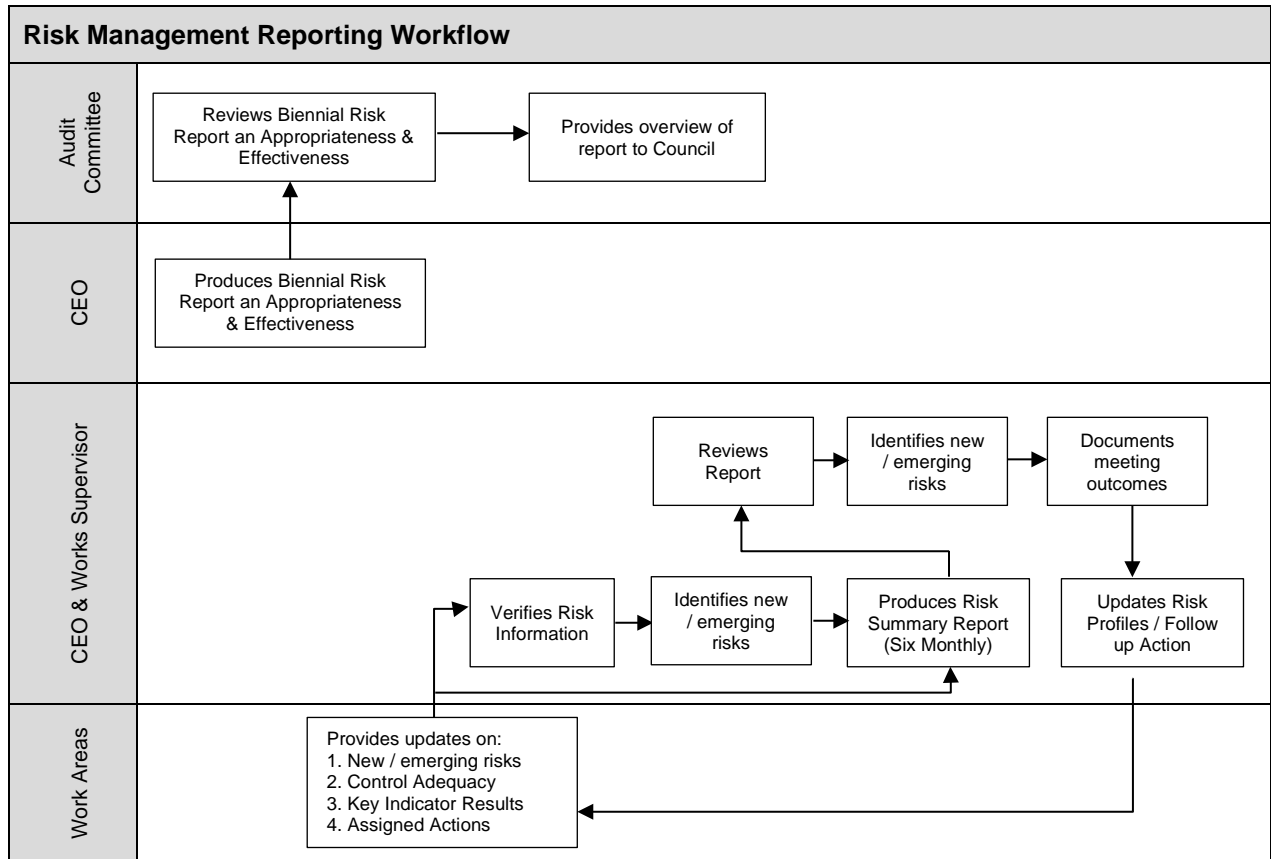 Risk Management Reporting Workflow
Audit
Committee
Reviews Biennial Risk
Report an Appropriateness &
Effectiveness
Provides overview of
report to Council
CEO
Produces Biennial Risk
Report an Appropriateness
& Effectiveness
CEO & Works Supervisor
Reviews
Report
Identifies new
/ emerging
risks
Documents
meeting
outcomes
Verifies Risk
Information
Identifies new
/ emerging
risks
Produces Risk
Summary Report
(Six Monthly)
Updates Risk
Profiles / Follow
up Action
Work Areas
Provides updates on:
1. New / emerging risks
2. Control Adequacy
3. Key Indicator Results
4. Assigned Actions